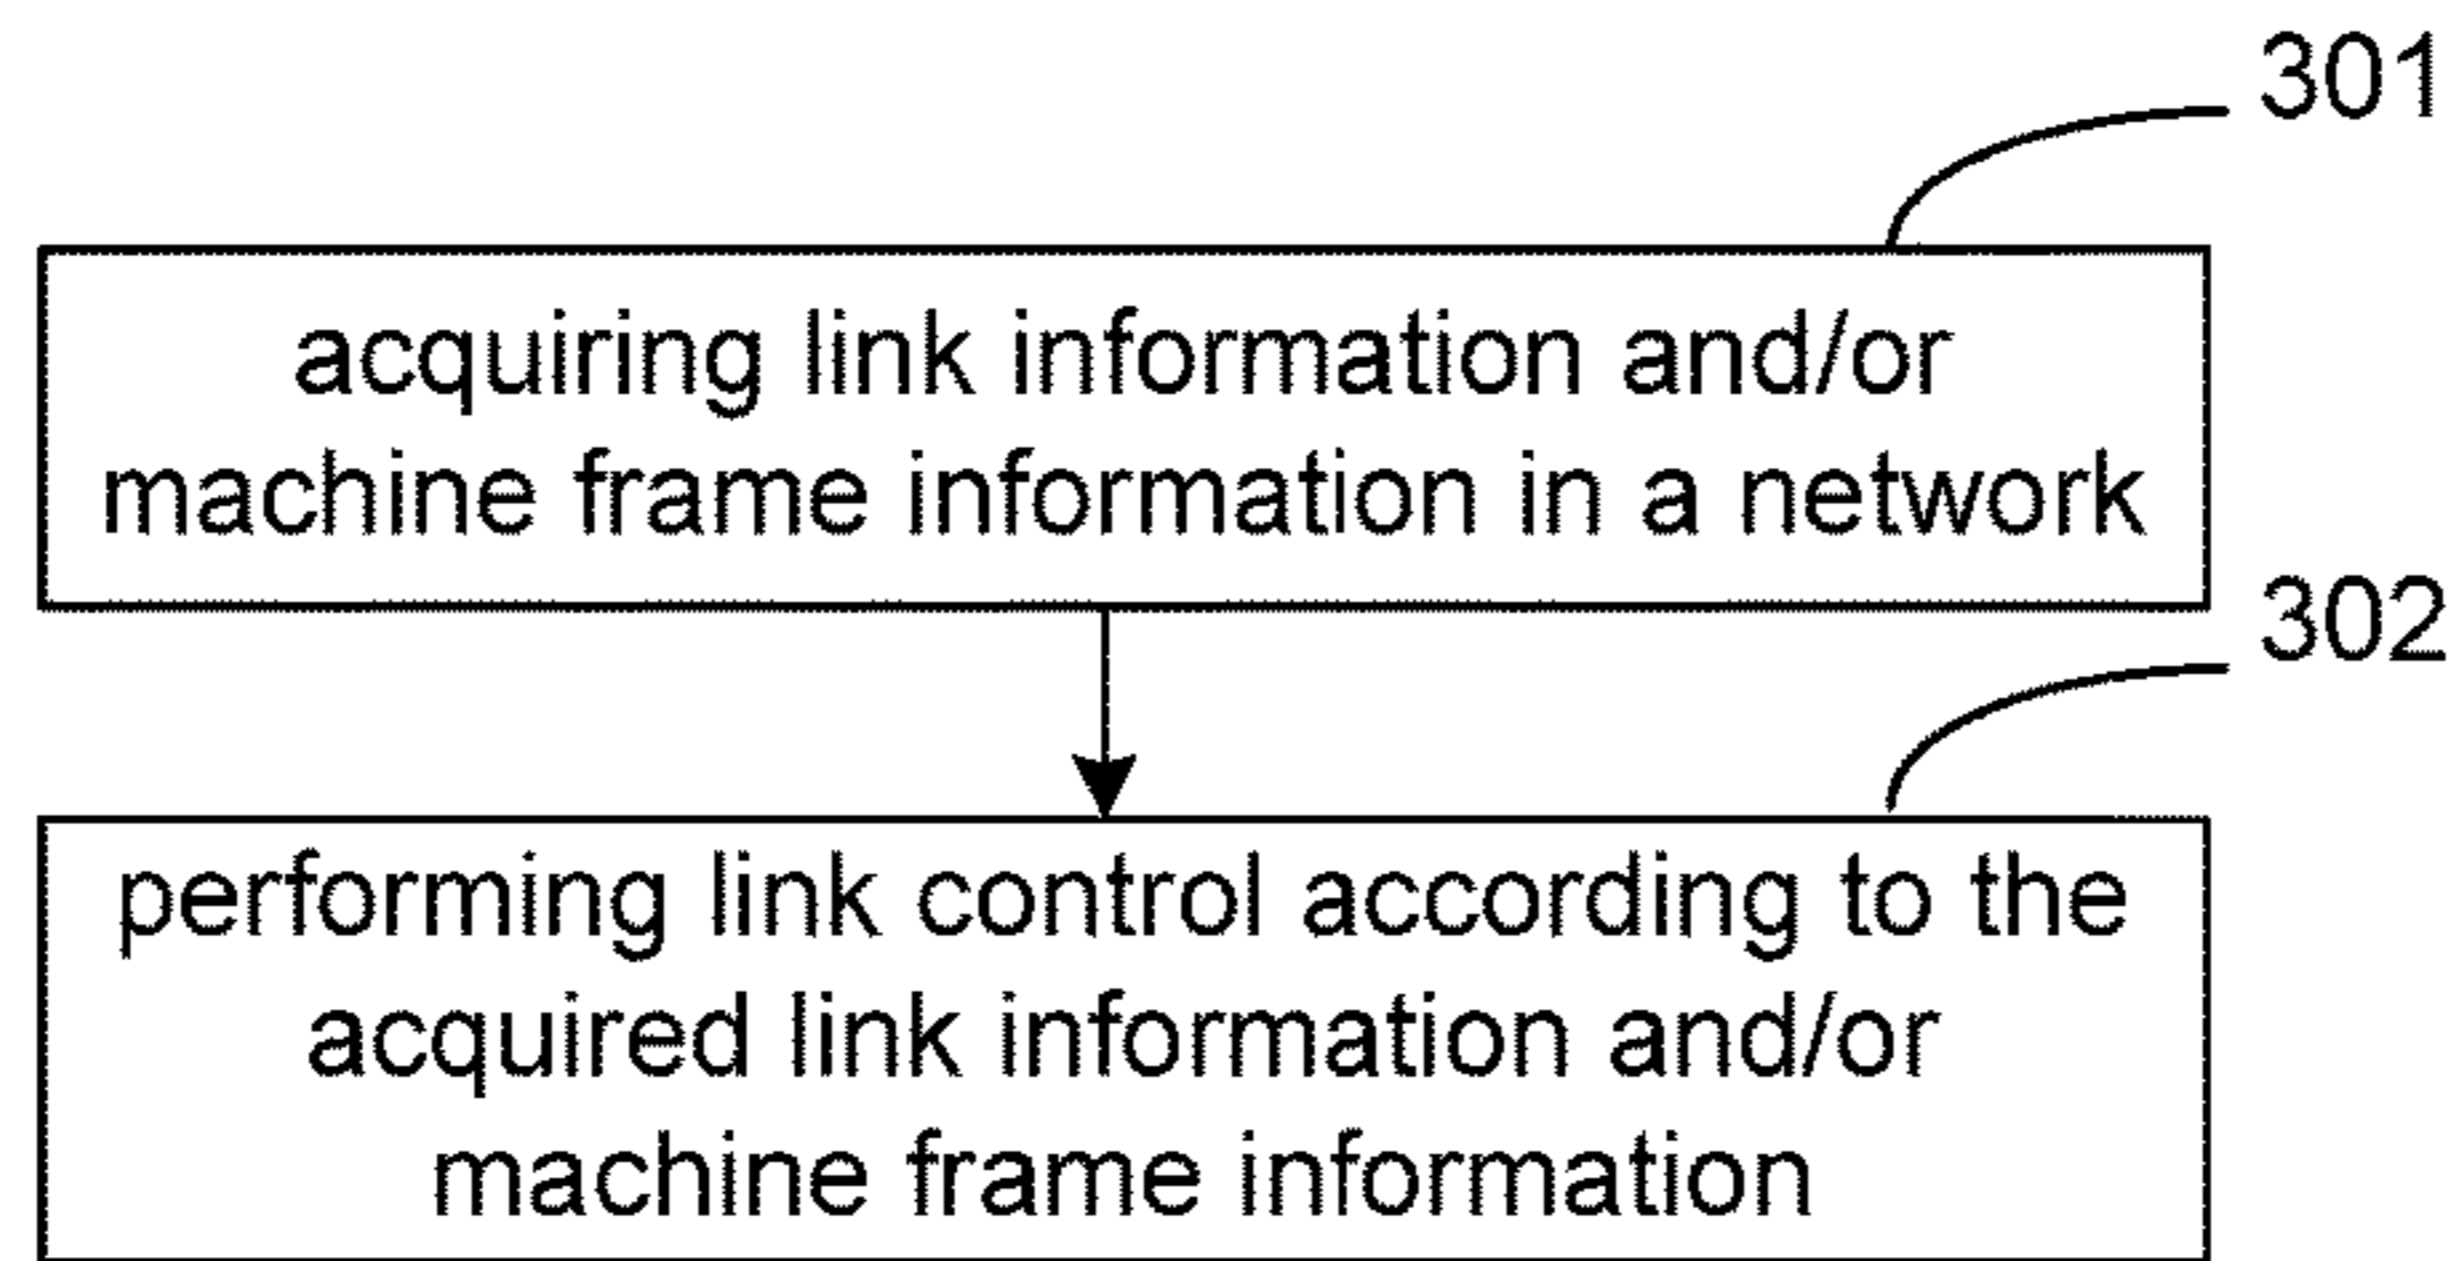 301
acquiring link information and/or
machine frame information in a network
302
performing link control according to the
acquired link information and/or
machine frame information